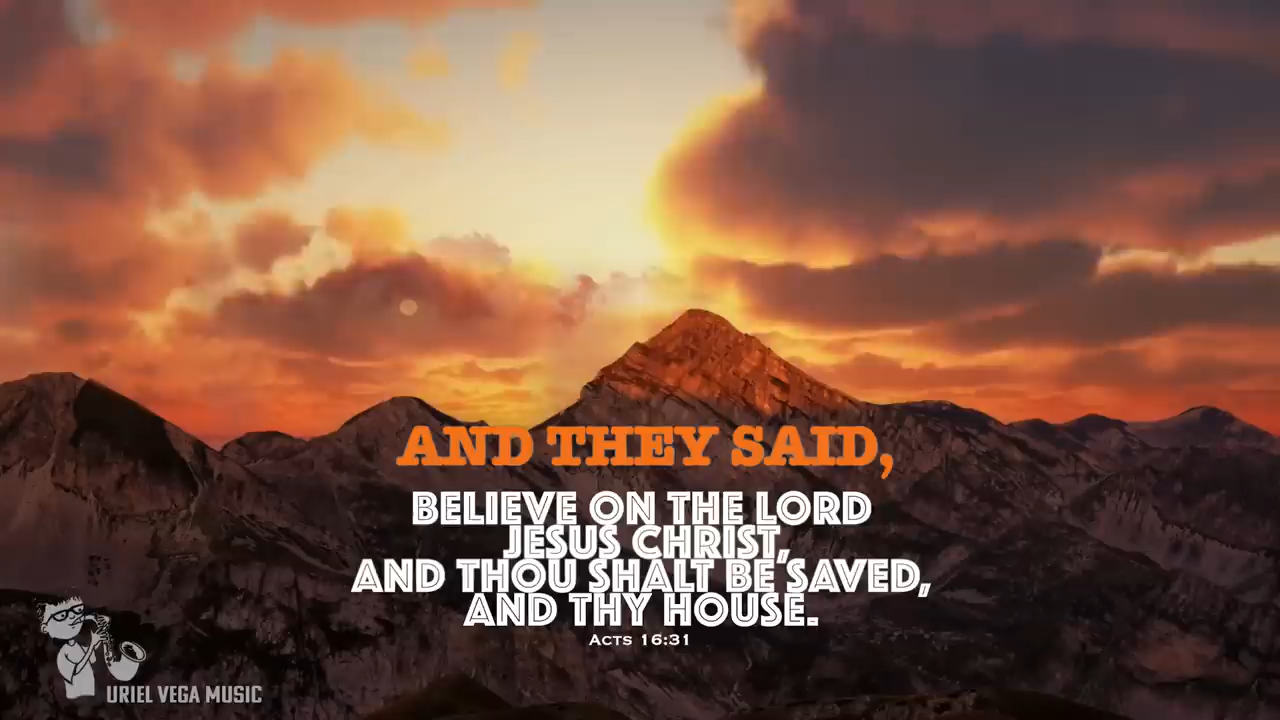 AND THEY SAID,
BELIEVE ON THE LORD
JESUS CHRIST,
AND THOU SHALT BE SAVED,
AND THY HOUSE.
Acts 16:31
URIEL VEGA MUSIC